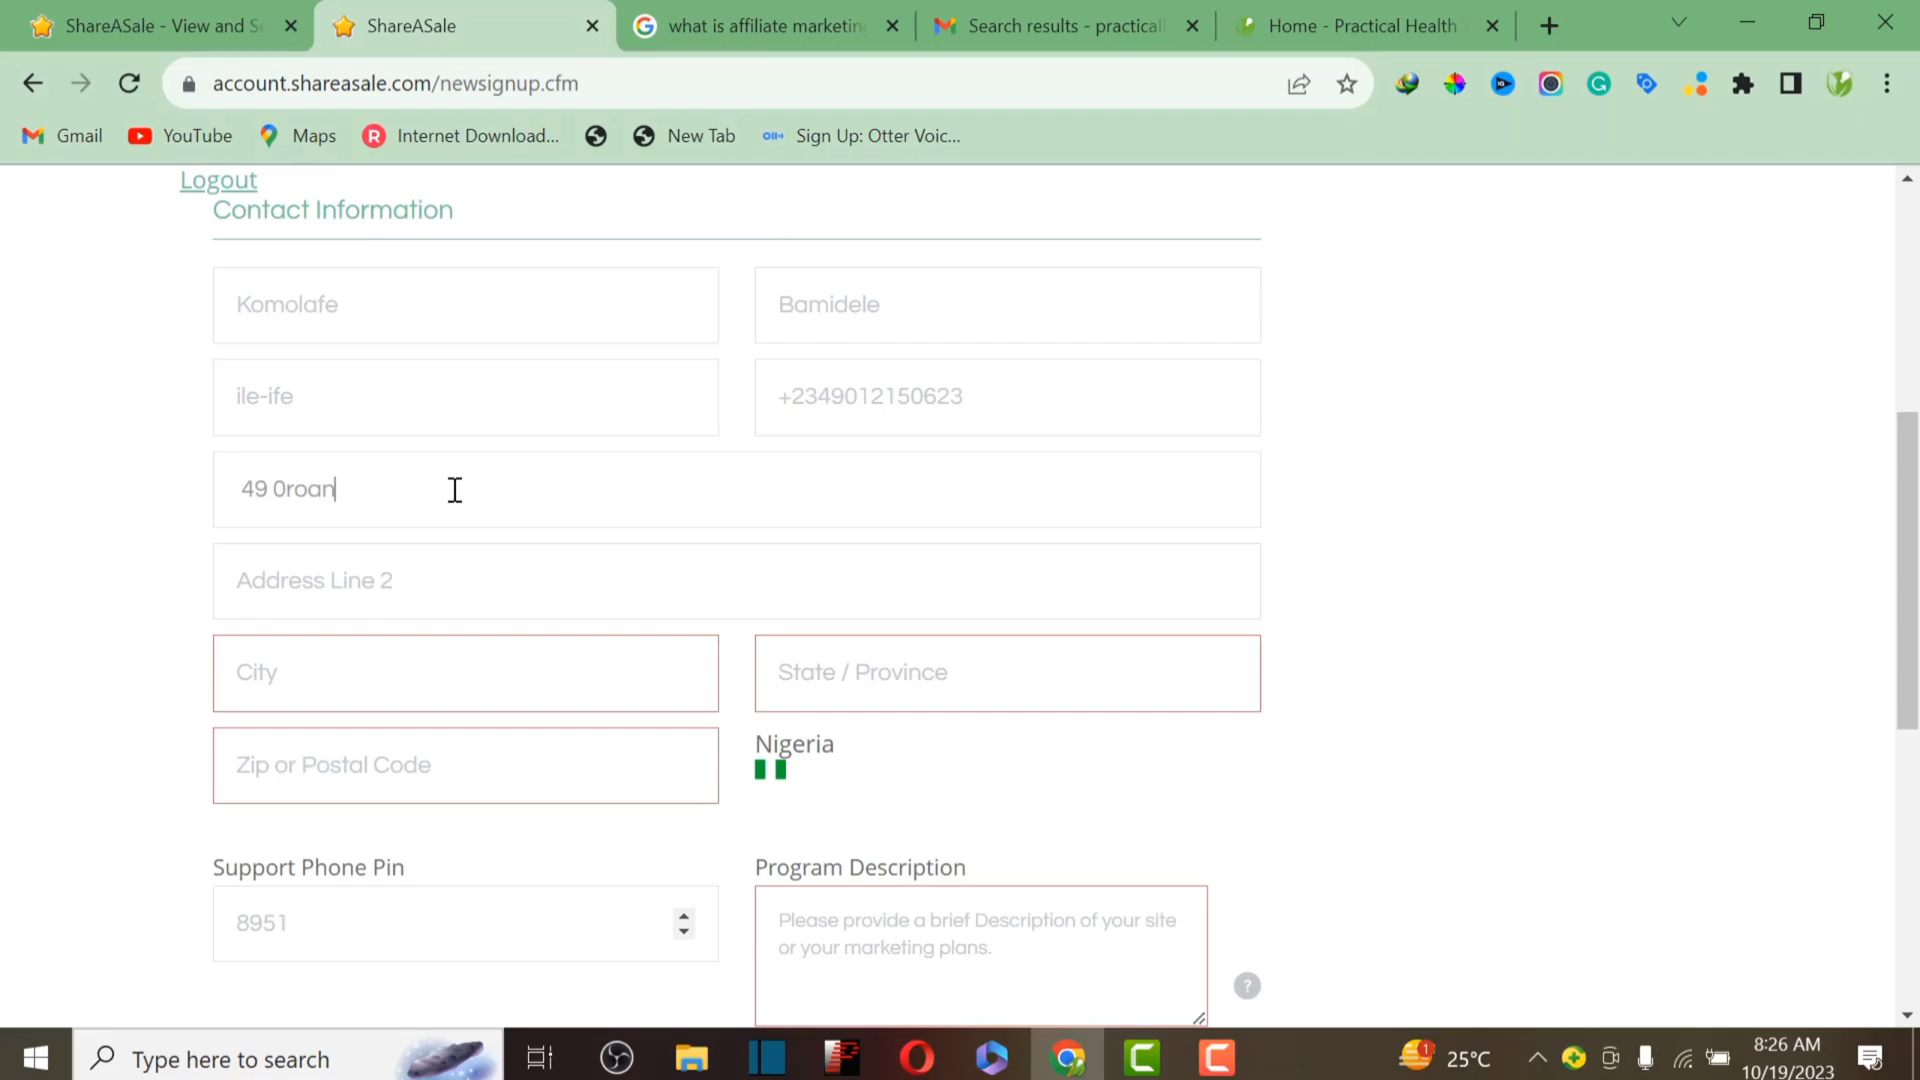 ShareASale - View and Se
ShareASale
what is affiliate marketing
Search results - practicall
Home - Practical Health T
account.shareasale.com/newsignup.cfm
Gmail
YouTube
Maps
Internet Download...
New Tab
Sign Up: Otter Voic...
Logout
Contact Information
Komolafe
Bamidele
ile-ife
+2349012150623
49 0roan
Address Line 2
City
State / Province
Zip or Postal Code
Nigeria
Support Phone Pin
Program Description
8951
Please provide a brief Description of your site
or your marketing plans.
?
Type here to search
1
25°C
8:26 AM
10/19/2023